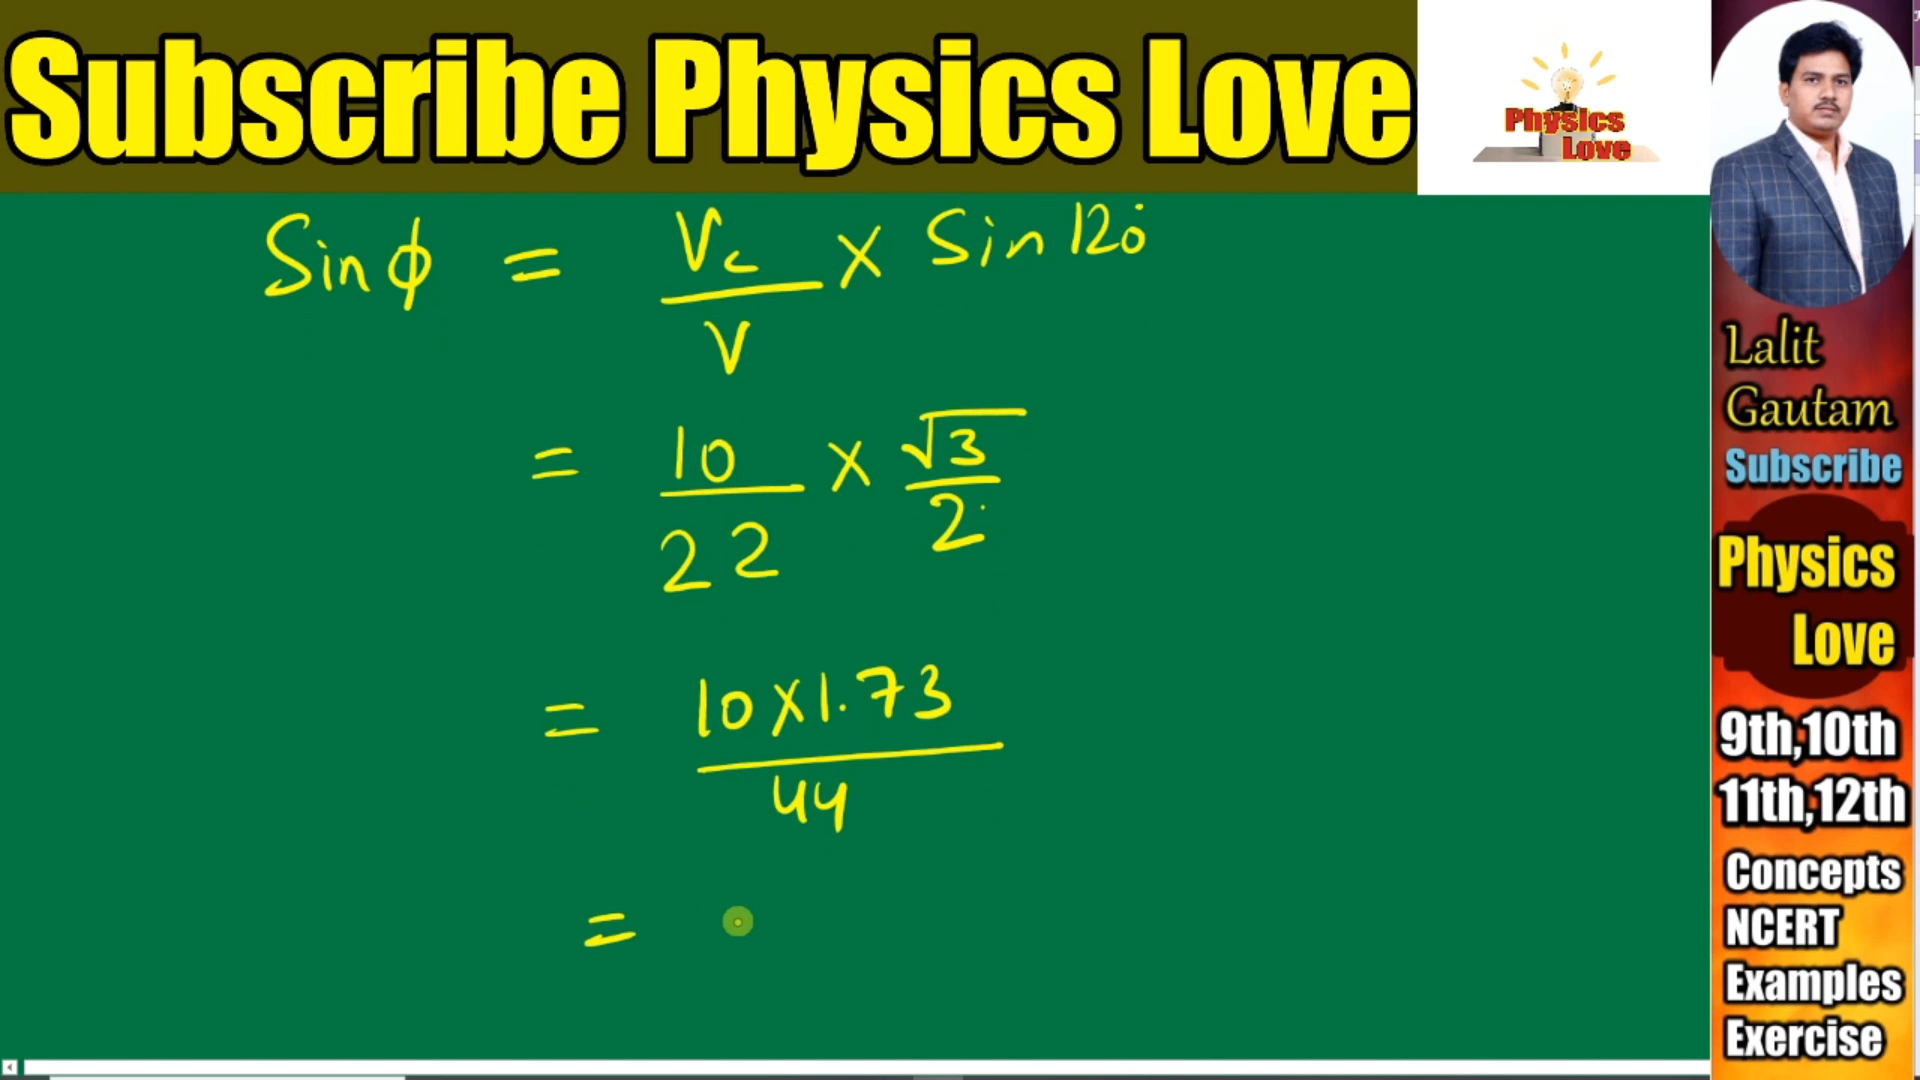 Subscribe Physics Love
Physics
Love
Sin ϕ = Vc / V × Sin 120°
= 10 / 22 × √3 / 2
= 10 × 1.73 / 44
=
Lalit
Gautam
Subscribe
Physics
Love
9th,10th
11th,12th
Concepts
NCERT
Examples
Exercise